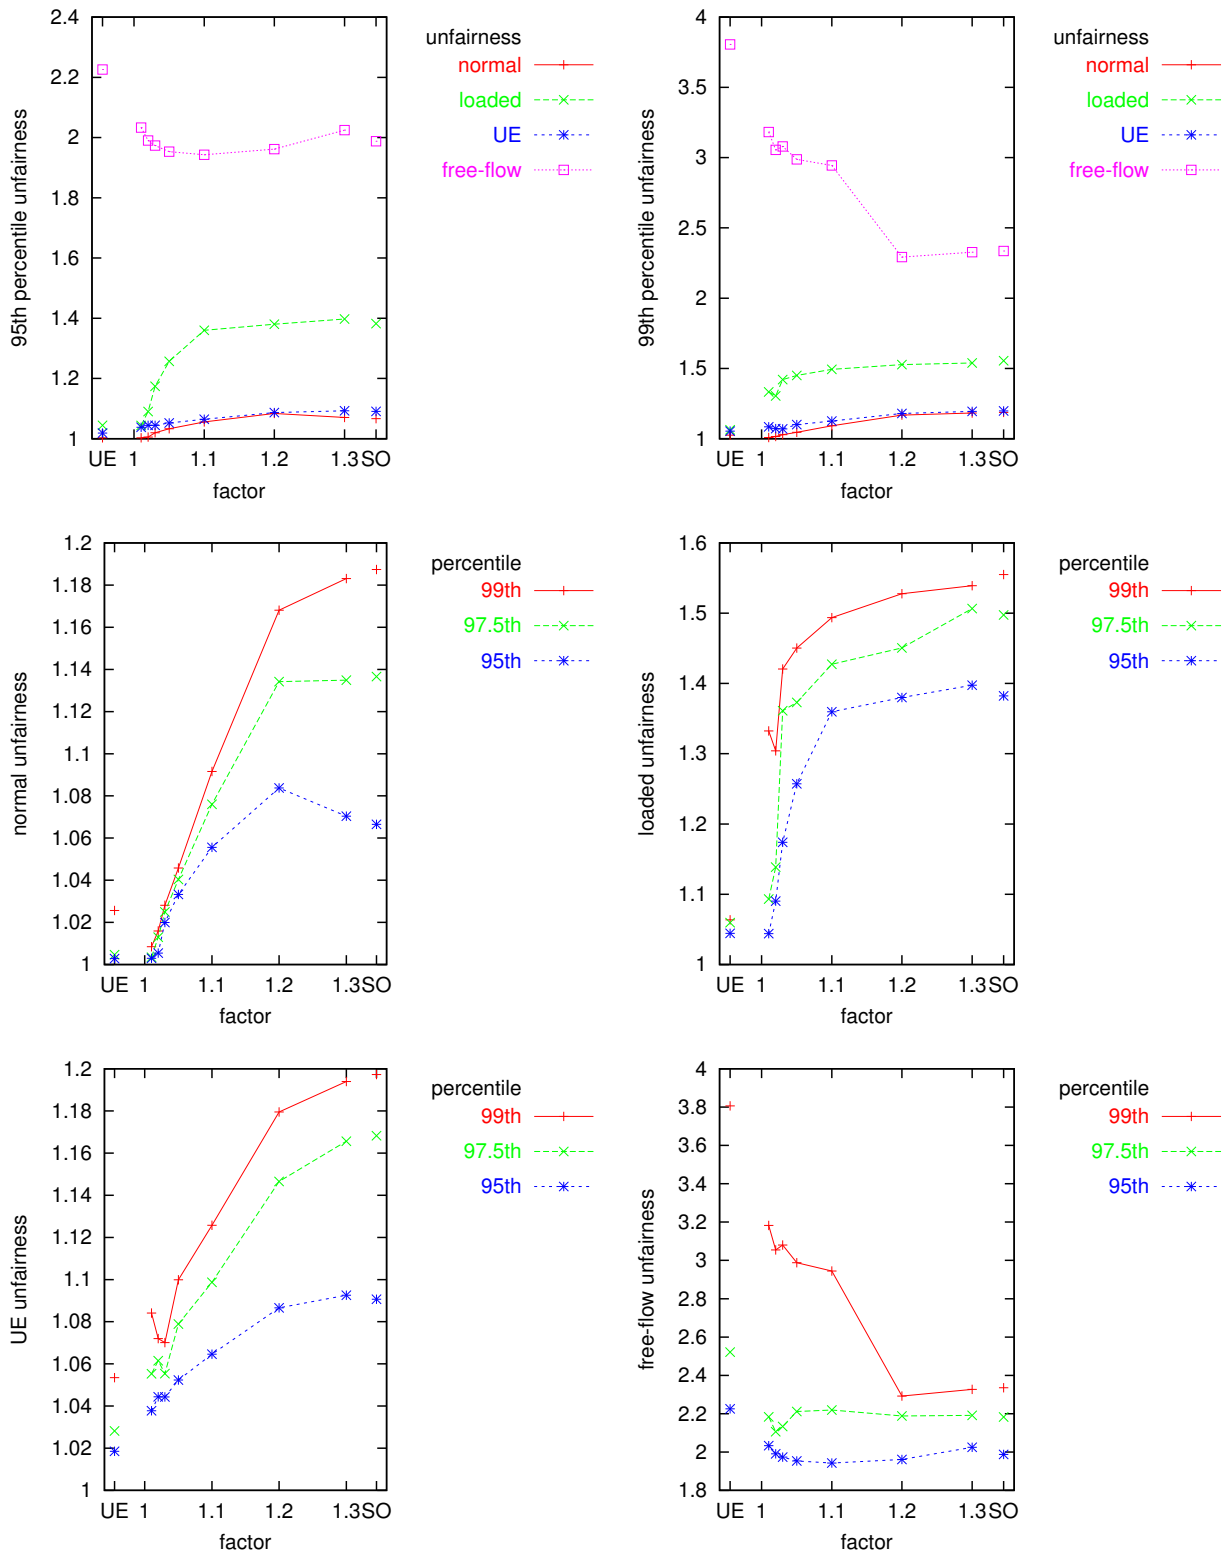 2.4
2.2
2
1.8
1.6
1.4
1.2
1
UE 1 1.1 1.2 1.3 SO
factor
95th percentile unfairness
unfairness
normal
loaded
UE
free-flow
4
3.5
3
2.5
2
1.5
1
UE 1 1.1 1.2 1.3 SO
factor
99th percentile unfairness
unfairness
normal
loaded
UE
free-flow
1.2
1.18
1.16
1.14
1.12
1.1
1.08
1.06
1.04
1.02
1
UE 1 1.1 1.2 1.3 SO
factor
normal unfairness
percentile
99th
97.5th
95th
1.6
1.5
1.4
1.3
1.2
1.1
1
UE 1 1.1 1.2 1.3 SO
factor
loaded unfairness
percentile
99th
97.5th
95th
1.2
1.18
1.16
1.14
1.12
1.1
1.08
1.06
1.04
1.02
1
UE 1 1.1 1.2 1.3 SO
factor
UE unfairness
percentile
99th
97.5th
95th
4
3.8
3.6
3.4
3.2
3
2.8
2.6
2.4
2.2
2
1.8
UE 1 1.1 1.2 1.3 SO
factor
free-flow unfairness
percentile
99th
97.5th
95th